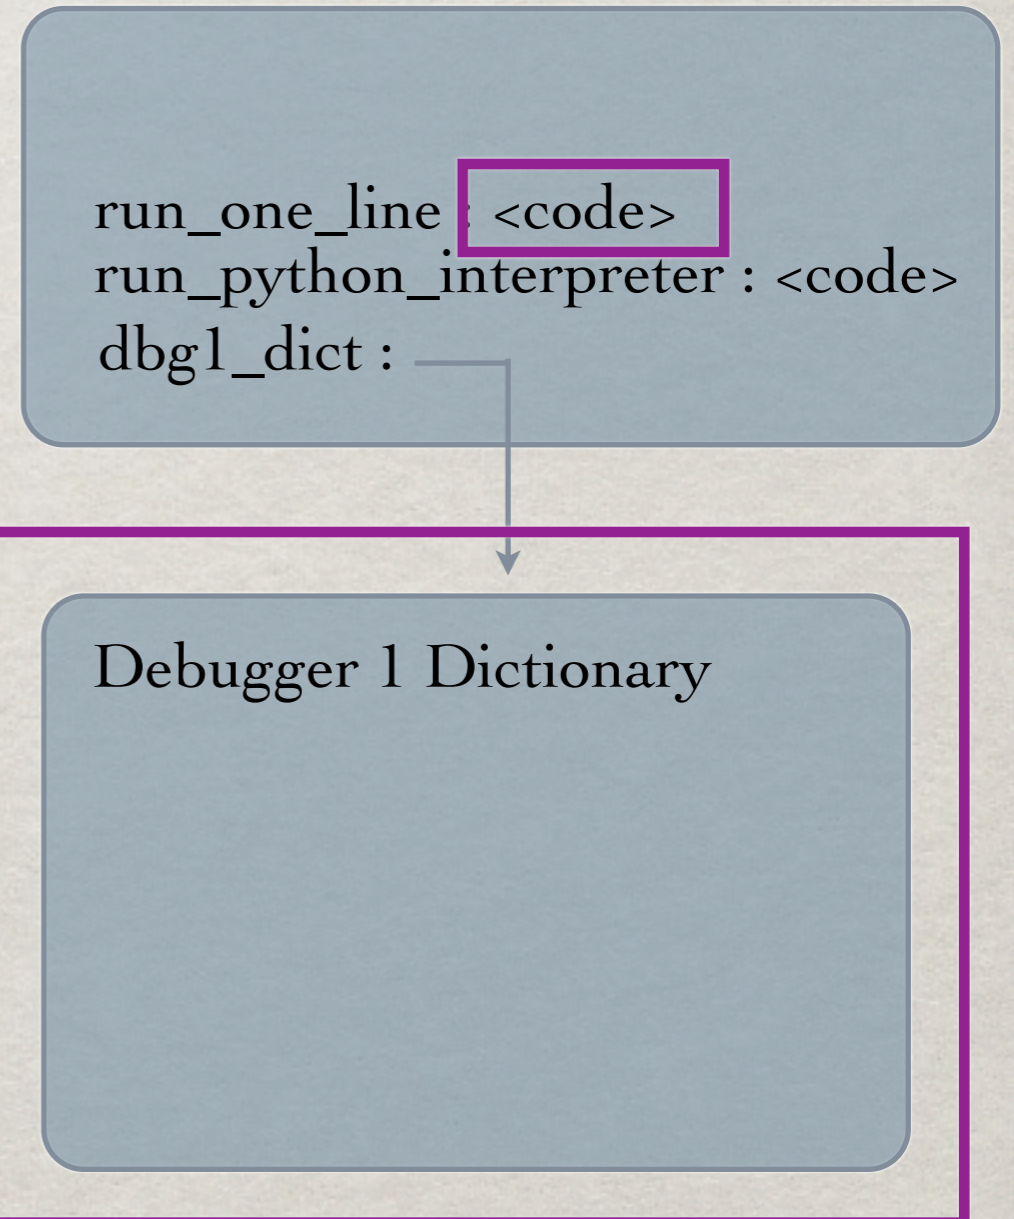 run_one_line : <code>
run_python_interpreter : <code>
dbg1_dict :
Debugger 1 Dictionary